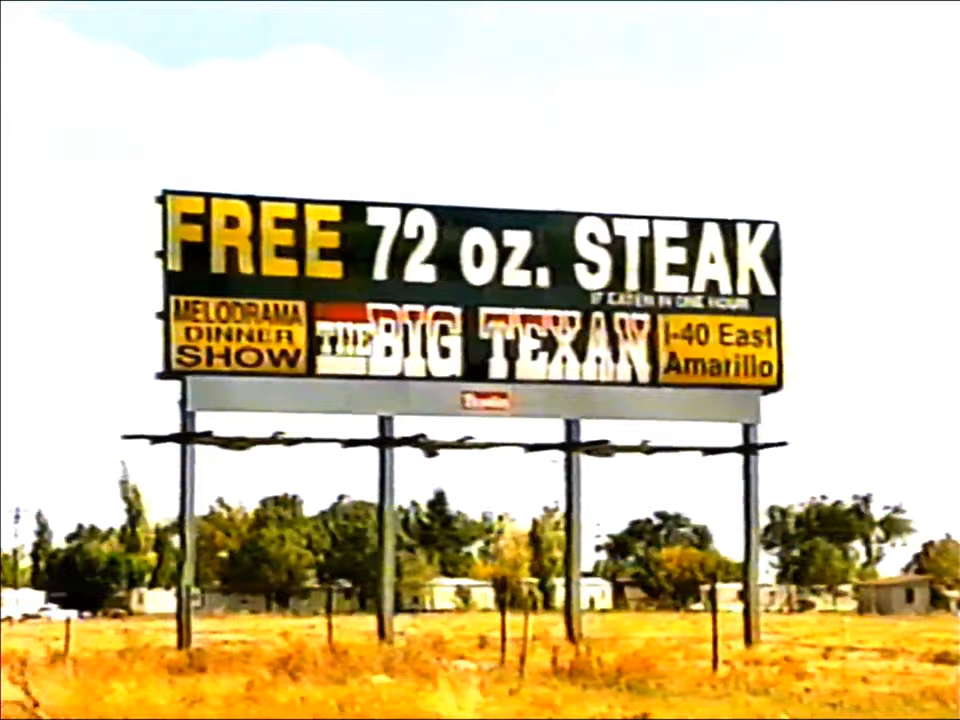 FREE 72 oz. STEAK
IF EATEN IN ONE HOUR
MELODRAMA
DINNER
SHOW
THE BIG TEXAN
I-40 East
Amarillo